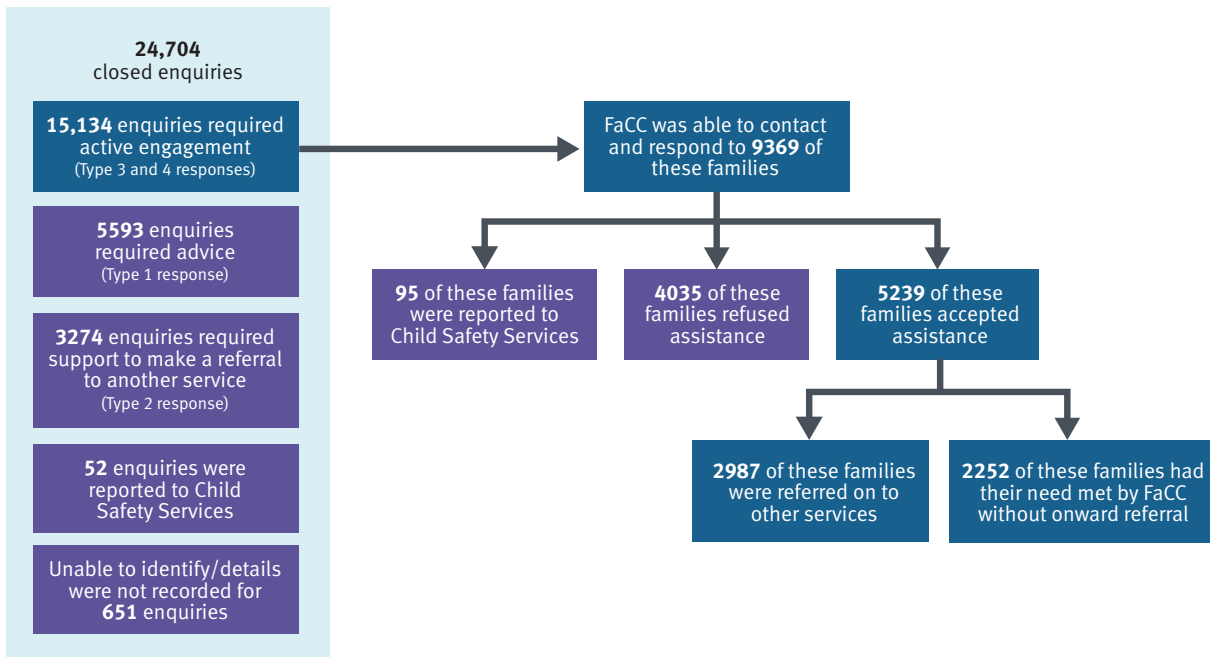 24,704
closed enquiries
15,134 enquiries required
active engagement
(Type 3 and 4 responses)
5593 enquiries
required advice
(Type 1 response)
3274 enquiries required
support to make a referral
to another service
(Type 2 response)
52 enquiries were
reported to Child
Safety Services
Unable to identify/details
were not recorded for
651 enquiries
FaCC was able to contact
and respond to 9369 of
these families
95 of these families
were reported to
Child Safety Services
4035 of these
families refused
assistance
5239 of these
families accepted
assistance
2987 of these families
were referred on to
other services
2252 of these families had
their need met by FaCC
without onward referral